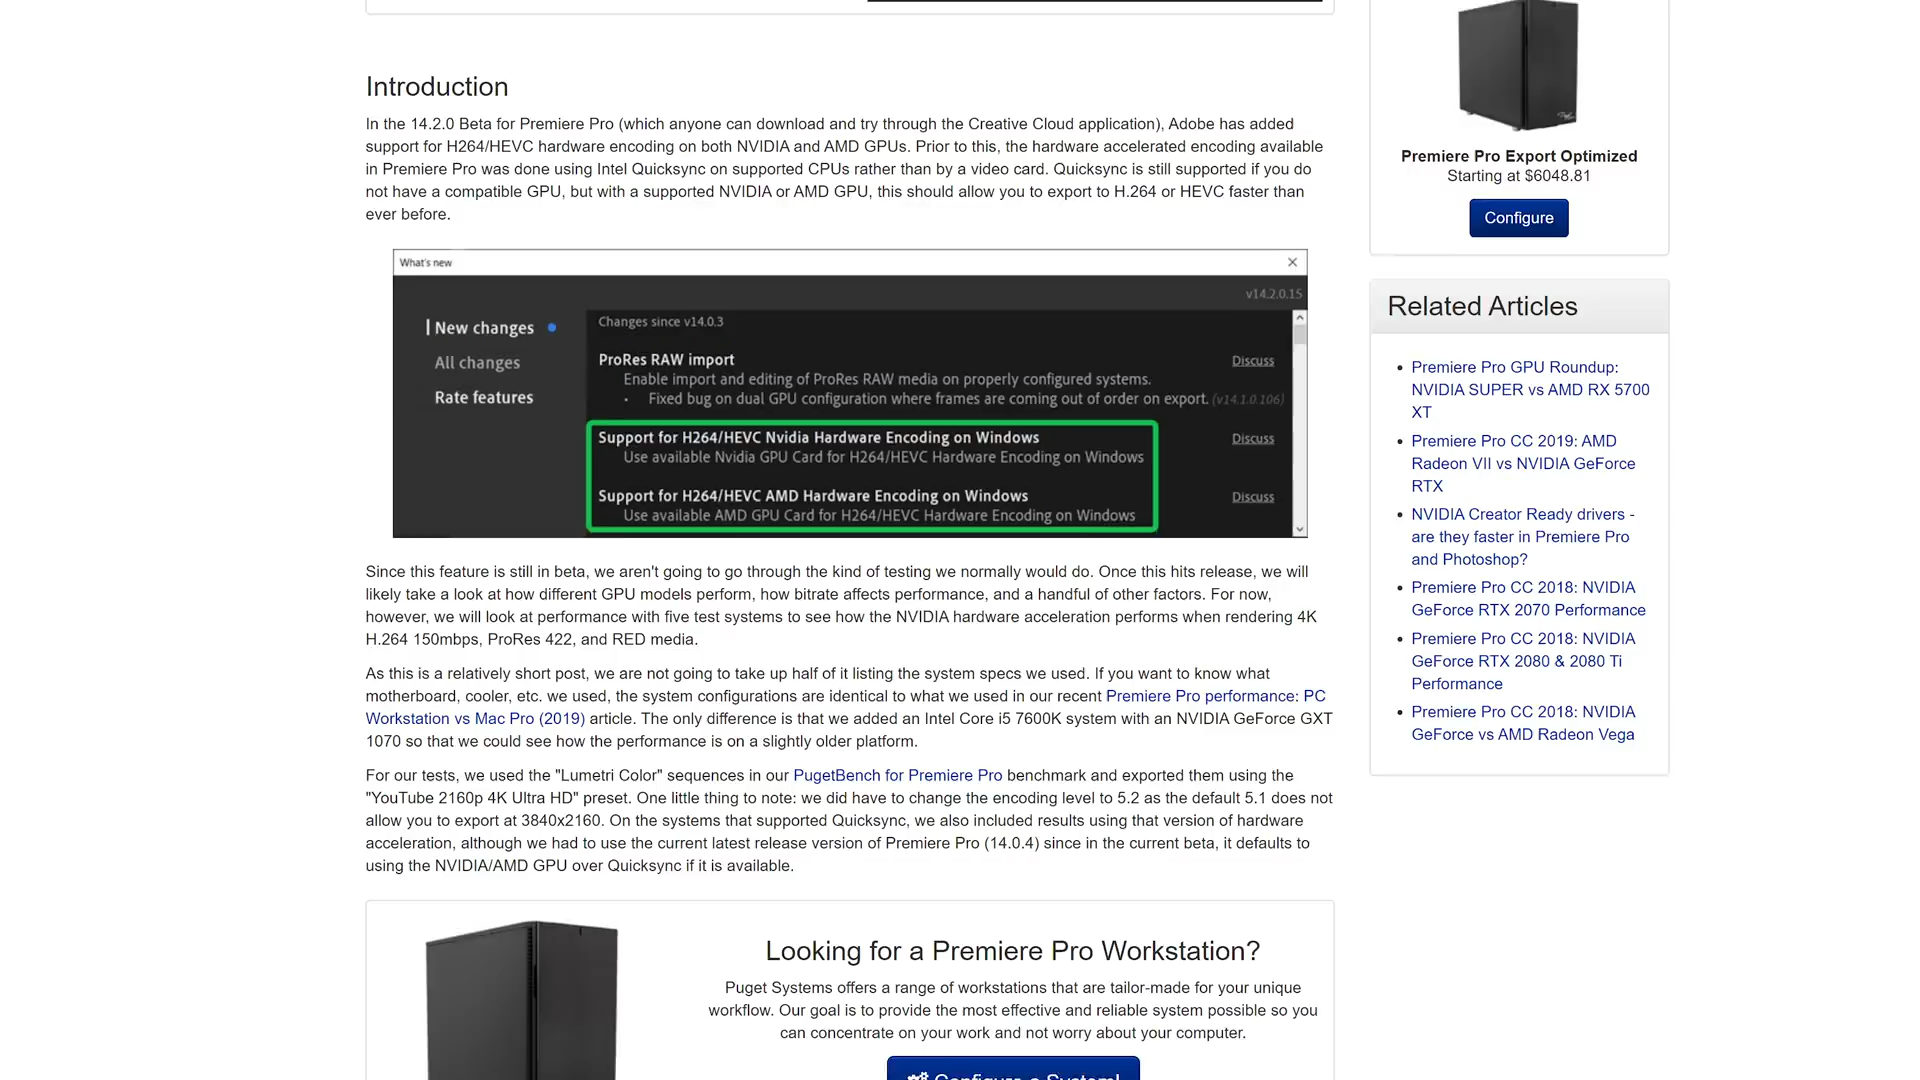 Introduction
In the 14.2.0 Beta for Premiere Pro (which anyone can download and try through the Creative Cloud application), Adobe has added
support for H264/HEVC hardware encoding on both NVIDIA and AMD GPUs. Prior to this, the hardware accelerated encoding available
in Premiere Pro was done using Intel Quicksync on supported CPUs rather than by a video card. Quicksync is still supported if you do
not have a compatible GPU, but with a supported NVIDIA or AMD GPU, this should allow you to export to H.264 or HEVC faster than
ever before.
What's new
v14.2.0.15
New changes
All changes
Rate features
Changes since v14.0.3
ProRes RAW import
Discuss
Enable import and editing of ProRes RAW media on properly configured systems.
• Fixed bug on dual GPU configuration where frames are coming out of order on export. (v14.1.0.106)
Support for H264/HEVC Nvidia Hardware Encoding on Windows
Discuss
Use available Nvidia GPU Card for H264/HEVC Hardware Encoding on Windows
Support for H264/HEVC AMD Hardware Encoding on Windows
Discuss
Use available AMD GPU Card for H264/HEVC Hardware Encoding on Windows
Since this feature is still in beta, we aren't going to go through the kind of testing we normally would do. Once this hits release, we will
likely take a look at how different GPU models perform, how bitrate affects performance, and a handful of other factors. For now,
however, we will look at performance with five test systems to see how the NVIDIA hardware acceleration performs when rendering 4K
H.264 150mbps, ProRes 422, and RED media.
As this is a relatively short post, we are not going to take up half of it listing the system specs we used. If you want to know what
motherboard, cooler, etc. we used, the system configurations are identical to what we used in our recent Premiere Pro performance: PC
Workstation vs Mac Pro (2019) article. The only difference is that we added an Intel Core i5 7600K system with an NVIDIA GeForce GXT
1070 so that we could see how the performance is on a slightly older platform.
For our tests, we used the "Lumetri Color" sequences in our PugetBench for Premiere Pro benchmark and exported them using the
"YouTube 2160p 4K Ultra HD" preset. One little thing to note: we did have to change the encoding level to 5.2 as the default 5.1 does not
allow you to export at 3840x2160. On the systems that supported Quicksync, we also included results using that version of hardware
acceleration, although we had to use the current latest release version of Premiere Pro (14.0.4) since in the current beta, it defaults to
using the NVIDIA/AMD GPU over Quicksync if it is available.
Looking for a Premiere Pro Workstation?
Puget Systems offers a range of workstations that are tailor-made for your unique
workflow. Our goal is to provide the most effective and reliable system possible so you
can concentrate on your work and not worry about your computer.
Configure a System!
Premiere Pro Export Optimized
Starting at $6048.81
Configure
Related Articles
• Premiere Pro GPU Roundup:
NVIDIA SUPER vs AMD RX 5700
XT
• Premiere Pro CC 2019: AMD
Radeon VII vs NVIDIA GeForce
RTX
• NVIDIA Creator Ready drivers -
are they faster in Premiere Pro
and Photoshop?
• Premiere Pro CC 2018: NVIDIA
GeForce RTX 2070 Performance
• Premiere Pro CC 2018: NVIDIA
GeForce RTX 2080 & 2080 Ti
Performance
• Premiere Pro CC 2018: NVIDIA
GeForce vs AMD Radeon Vega